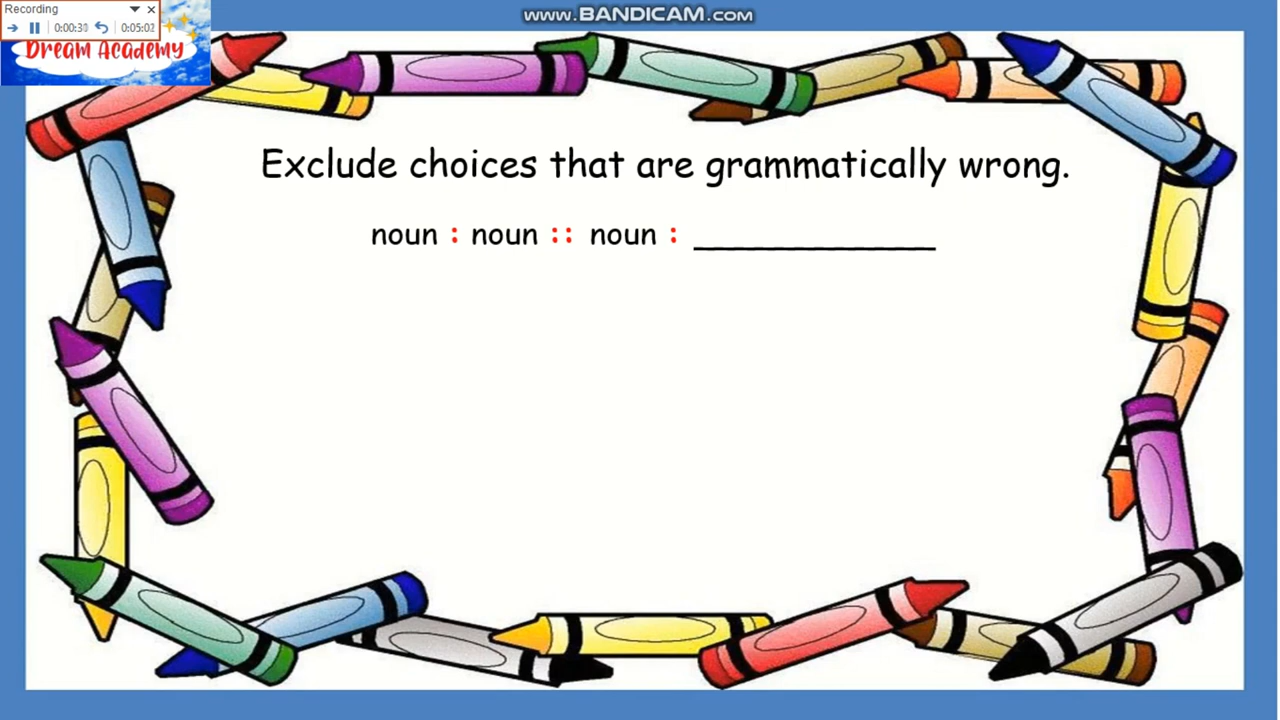 www.BANDICAM.com
Recording
0:00:30
0:05:02
Dream Academy
Exclude choices that are grammatically wrong.
noun : noun :: noun : ____________